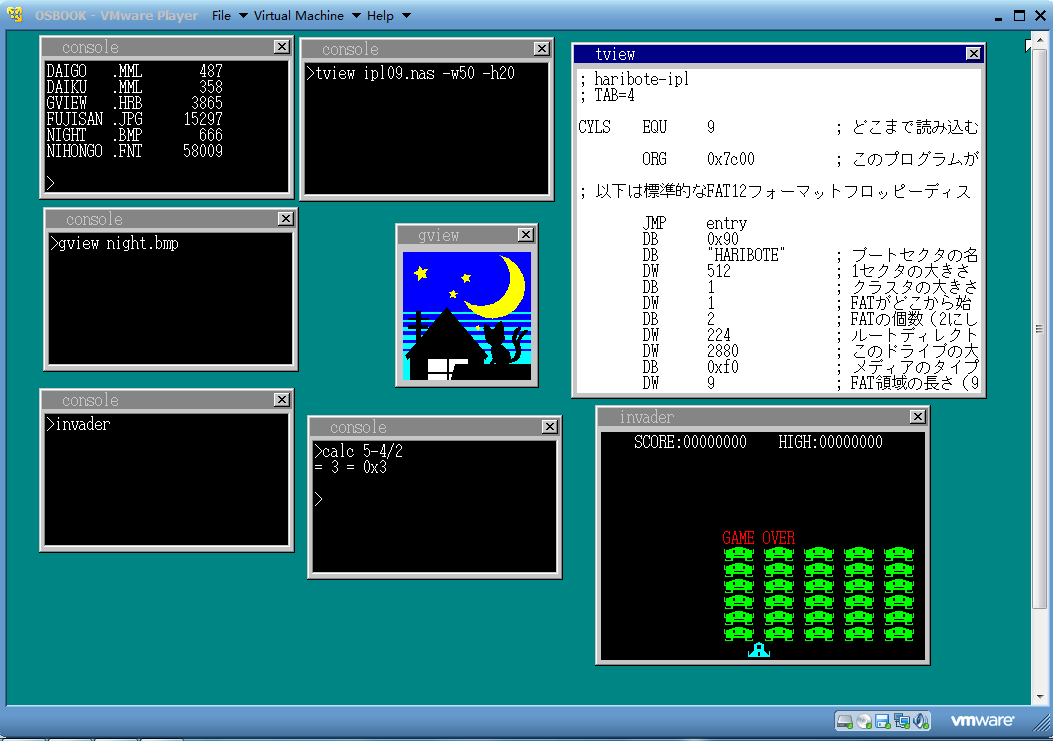 OSBOOK - VMware Player File Virtual Machine Help
console
DAIGO .MML 487
DAIKU .MML 358
GVIEW .HRB 3865
FUJISAN .JPG 15297
NIGHT .BMP 666
NIHONGO .FNT 58009
>
console
>tview ipl09.nas -w50 -h20
tview
; haribote-ipl
; TAB=4
CYLS EQU 9 ; どこまで読み込む
ORG 0x7c00 ; このプログラムが
; 以下は標準的なFAT12フォーマットフロッピーディス
JMP entry
DB 0x90
DB "HARIBOTE" ; ブートセクタの名
DW 512 ; 1セクタの大きさ
DB 1 ; クラスタの大きさ
DW 1 ; FATがどこから始
DB 2 ; FATの個数（2にし
DW 224 ; ルートディレクト
DW 2880 ; このドライブの大
DB 0xf0 ; メディアのタイプ
DW 9 ; FAT領域の長さ（9
console
>gview night.bmp
gview
console
>invader
console
>calc 5-4/2
= 3 = 0x3
>
invader
SCORE:00000000 HIGH:00000000
GAME OVER
vmware